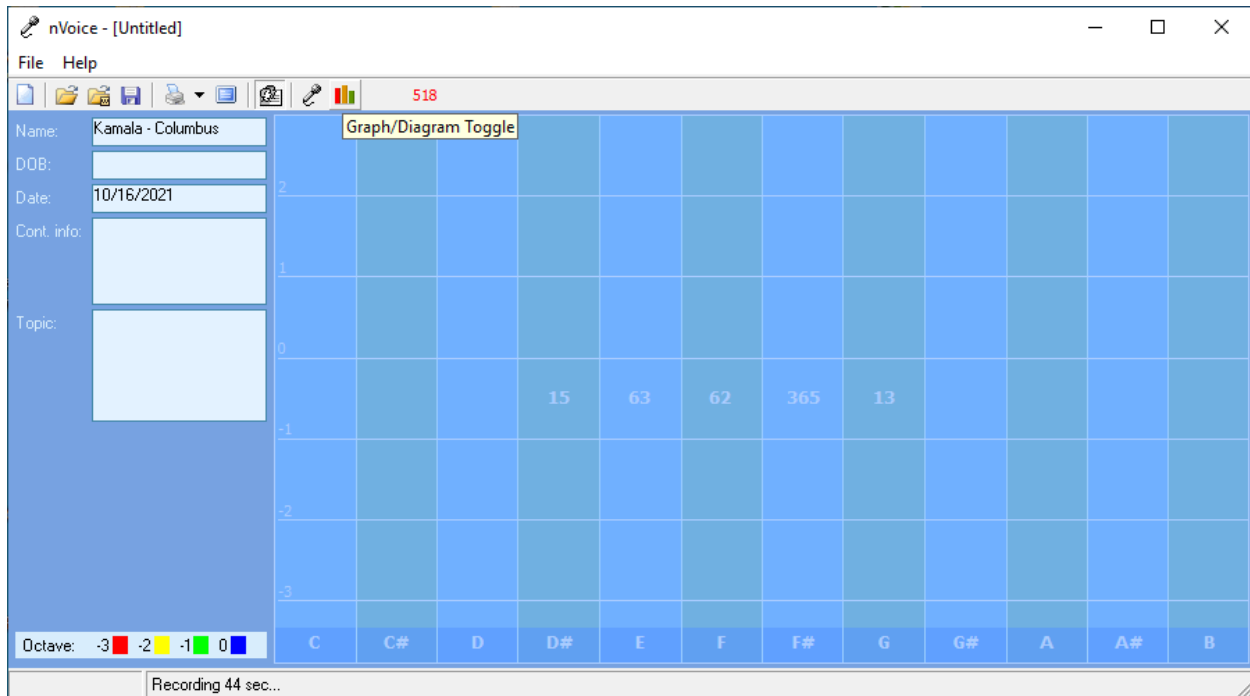 nVoice - [Untitled]
File Help
518
Graph/Diagram Toggle
Name: Kamala - Columbus
DOB:
Date: 10/16/2021
Cont. info:
Topic:
2
1
0
15 63 62 365 13
-1
-2
-3
C C# D D# E F F# G G# A A# B
Octave: -3 -2 -1 0
Recording 44 sec...